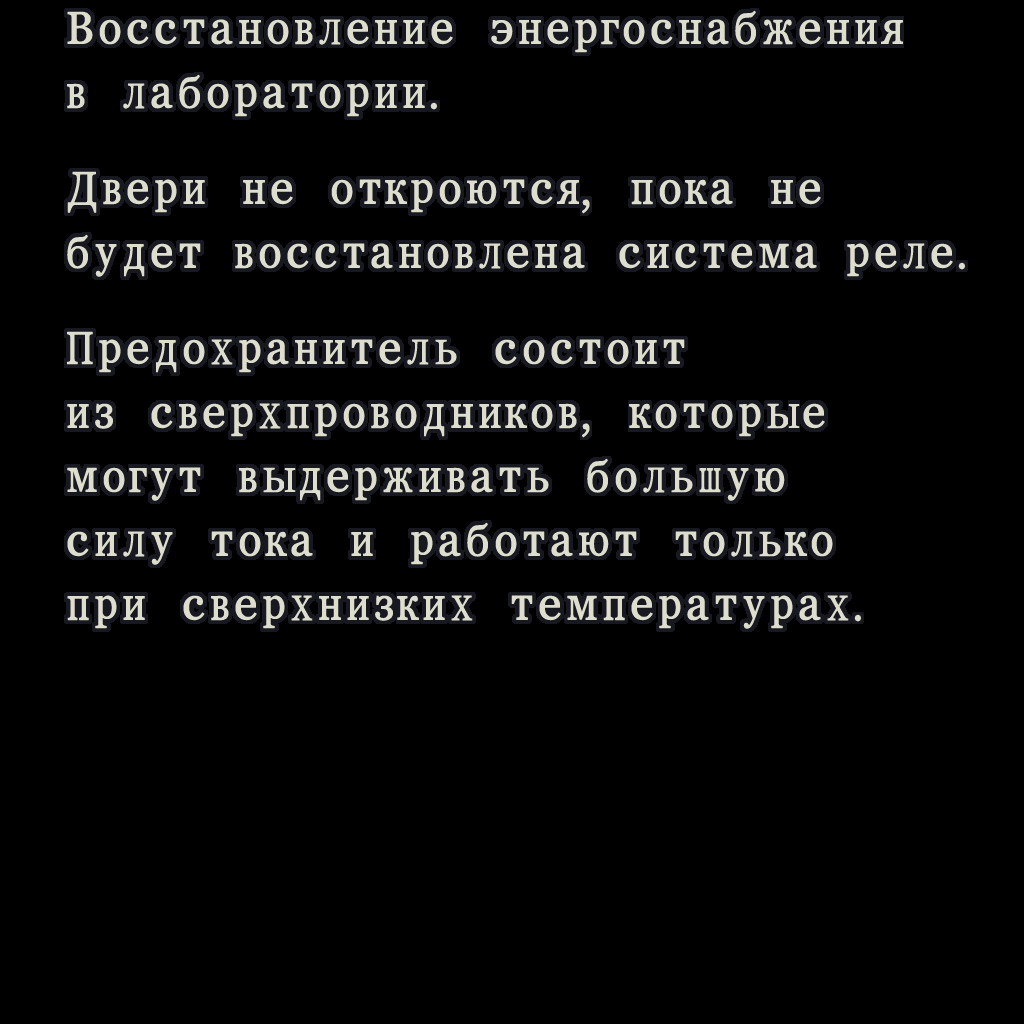 Восстановление энергоснабжения
в лаборатории.
Двери не откроются, пока не
будет восстановлена система реле.
Предохранитель состоит
из сверхпроводников, которые
могут выдерживать большую
силу тока и работают только
при сверхнизких температурах.